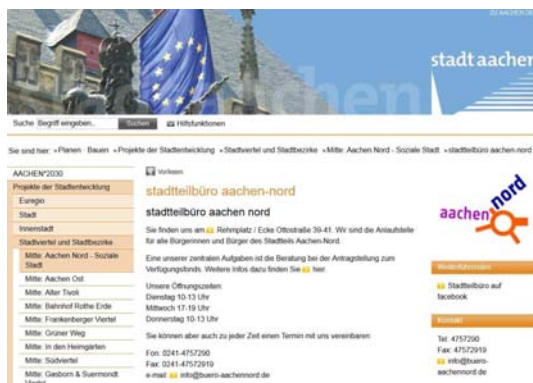 ZU AACHEN.DE
stadt aachen
aachen
Suche Begriff eingeben.. Suchen Hilfsfunktionen
Sie sind hier: »Planen · Bauen »Projekte der Stadtentwicklung »Stadtviertel und Stadtbezirke »Mitte: Aachen Nord - Soziale Stadt »stadtteilbüro aachen-nord
AACHEN*2030
Projekte der Stadtentwicklung
Euregio
Stadt
Innenstadt
Stadtviertel und Stadtbezirke
Mitte: Aachen Nord - Soziale
Stadt
Mitte: Aachen Ost
Mitte: Alter Tivoli
Mitte: Bahnhof Rothe Erde
Mitte: Frankenberger Viertel
Mitte: Grüner Weg
Mitte: In den Heimgärten
Mitte: Südviertel
Mitte: Gasborn & Suermondt
Viertel
Vorlesen
stadtteilbüro aachen-nord
stadtteilbüro aachen nord
Sie finden uns am Rehmplatz / Ecke Ottostraße 39-41. Wir sind die Anlaufstelle
für alle Bürgerinnen und Bürger des Stadtteils Aachen-Nord.
Eine unserer zentralen Aufgaben ist die Beratung bei der Antragstellung zum
Verfügungsfonds. Weitere Infos dazu finden Sie hier.
Unsere Öffnungszeiten:
Dienstag 10-13 Uhr
Mittwoch 17-19 Uhr
Donnerstag 10-13 Uhr
Sie können aber auch zu jeder Zeit einen Termin mit uns vereinbaren:
Fon: 0241-4757290
Fax: 0241-47572919
e-mail: info@buero-aachennord.de
aachen nord
Weiterführendes
Stadtteilbüro auf
facebook
Kontakt
Tel: 4757290
Fax: 47572919
info@buero-
aachennord.de